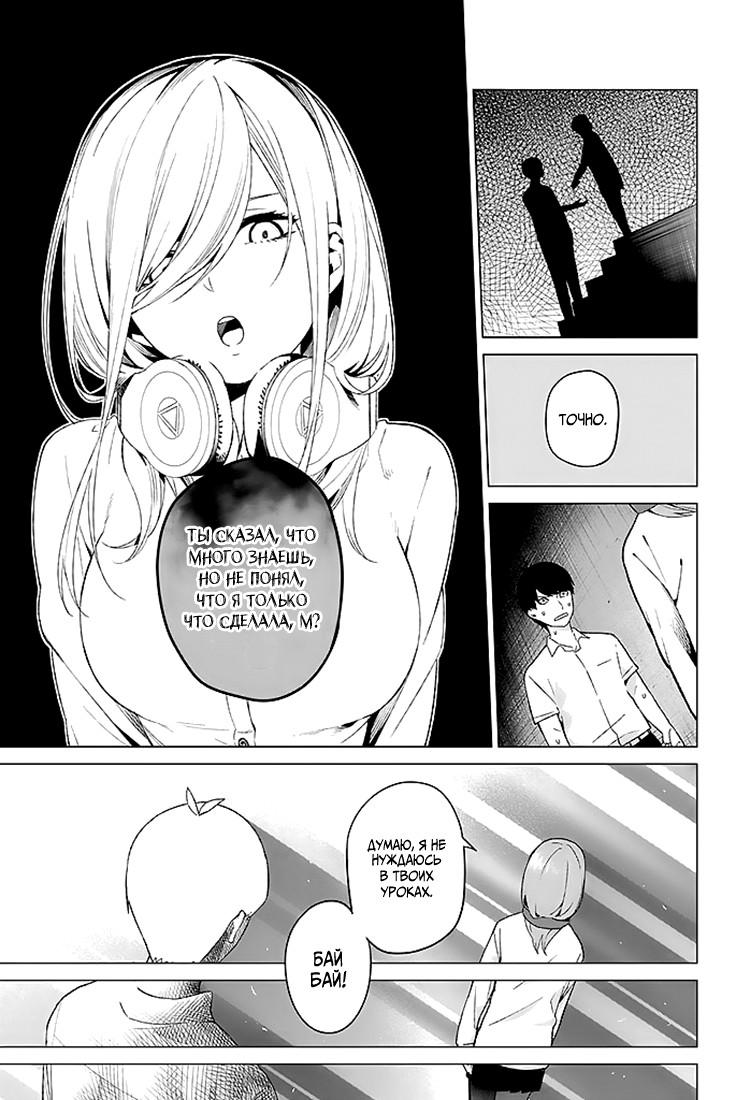 ТОЧНО.
ТЫ СКАЗАЛ, ЧТО
МНОГО ЗНАЕШЬ,
НО НЕ ПОНЯЛ,
ЧТО Я ТОЛЬКО
ЧТО СДЕЛАЛА, М?
ДУМАЮ, Я НЕ
НУЖДАЮСЬ
В ТВОИХ
УРОКАХ.
БАЙ
БАЙ!